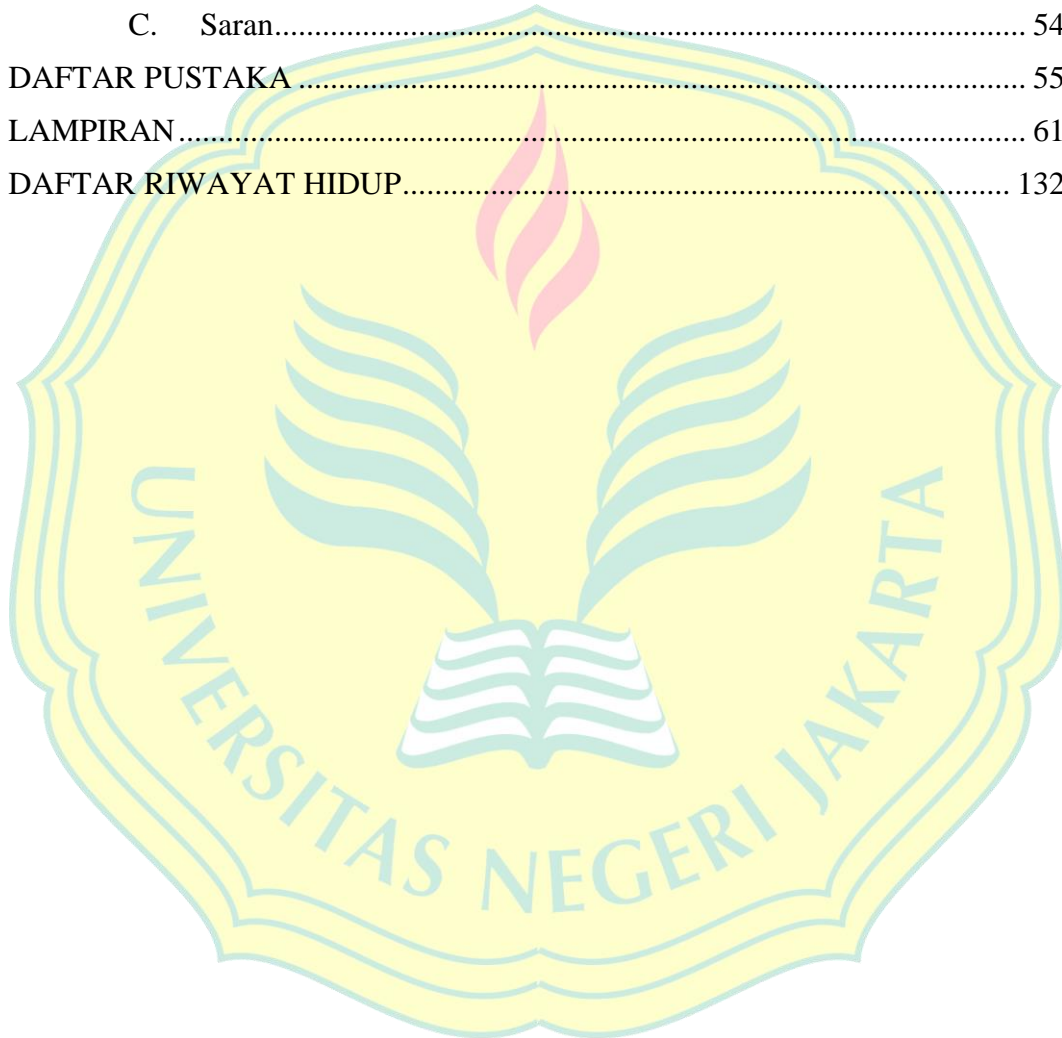 C. Saran........................................................................................................ 54
DAFTAR PUSTAKA .................................................................................................... 55
LAMPIRAN..................................................................................................................... 61
DAFTAR RIWAYAT HIDUP.................................................................................... 132
UNIVERSITAS NEGERI JAKARTA